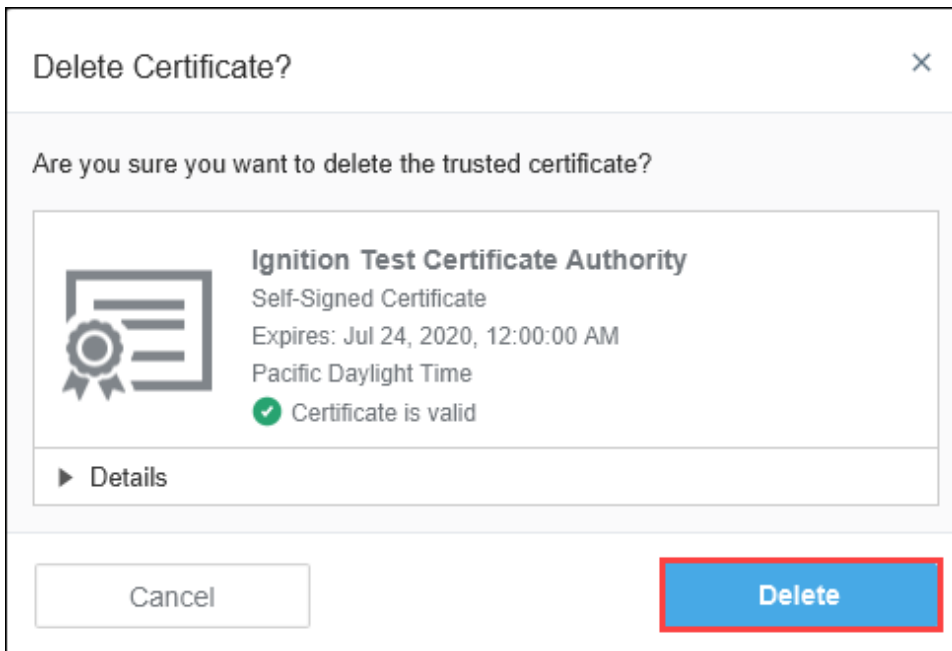 Delete Certificate?
Are you sure you want to delete the trusted certificate?
Ignition Test Certificate Authority
Self-Signed Certificate
Expires: Jul 24, 2020, 12:00:00 AM
Pacific Daylight Time
Certificate is valid
Details
Cancel
Delete